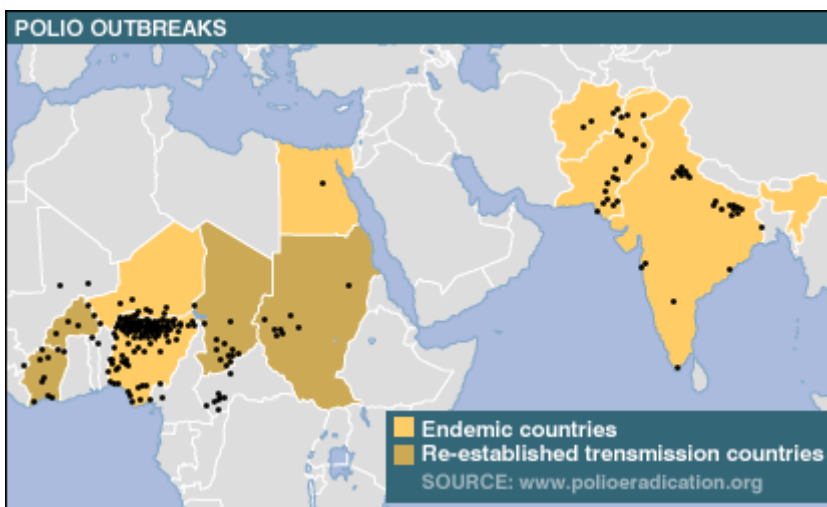 POLIO OUTBREAKS
Endemic countries
Re-established trensmission countries
SOURCE: www.polioeradication.org